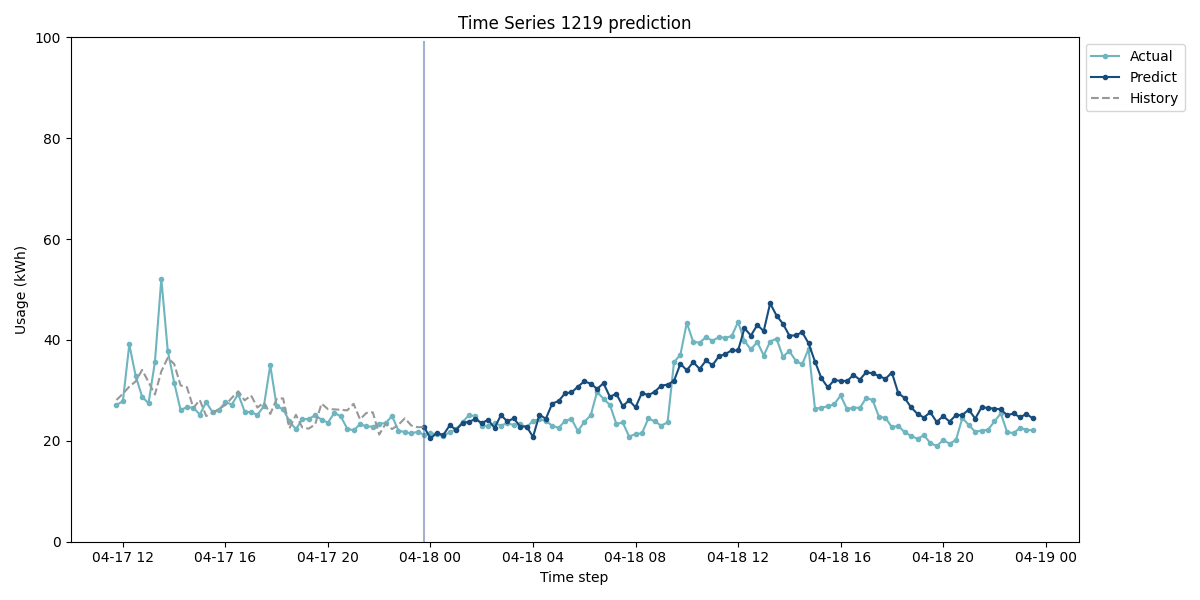 Time Series 1219 prediction
Usage (kWh)
100
80
60
40
20
0
04-17 12
04-17 16
04-17 20
04-18 00
04-18 04
04-18 08
04-18 12
04-18 16
04-18 20
04-19 00
Time step
Actual
Predict
History